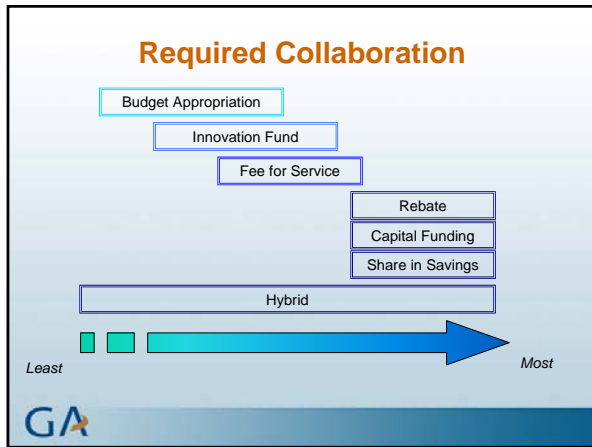 Required Collaboration
Budget Appropriation
Innovation Fund
Fee for Service
Rebate
Capital Funding
Share in Savings
Hybrid
Least
Most
GA